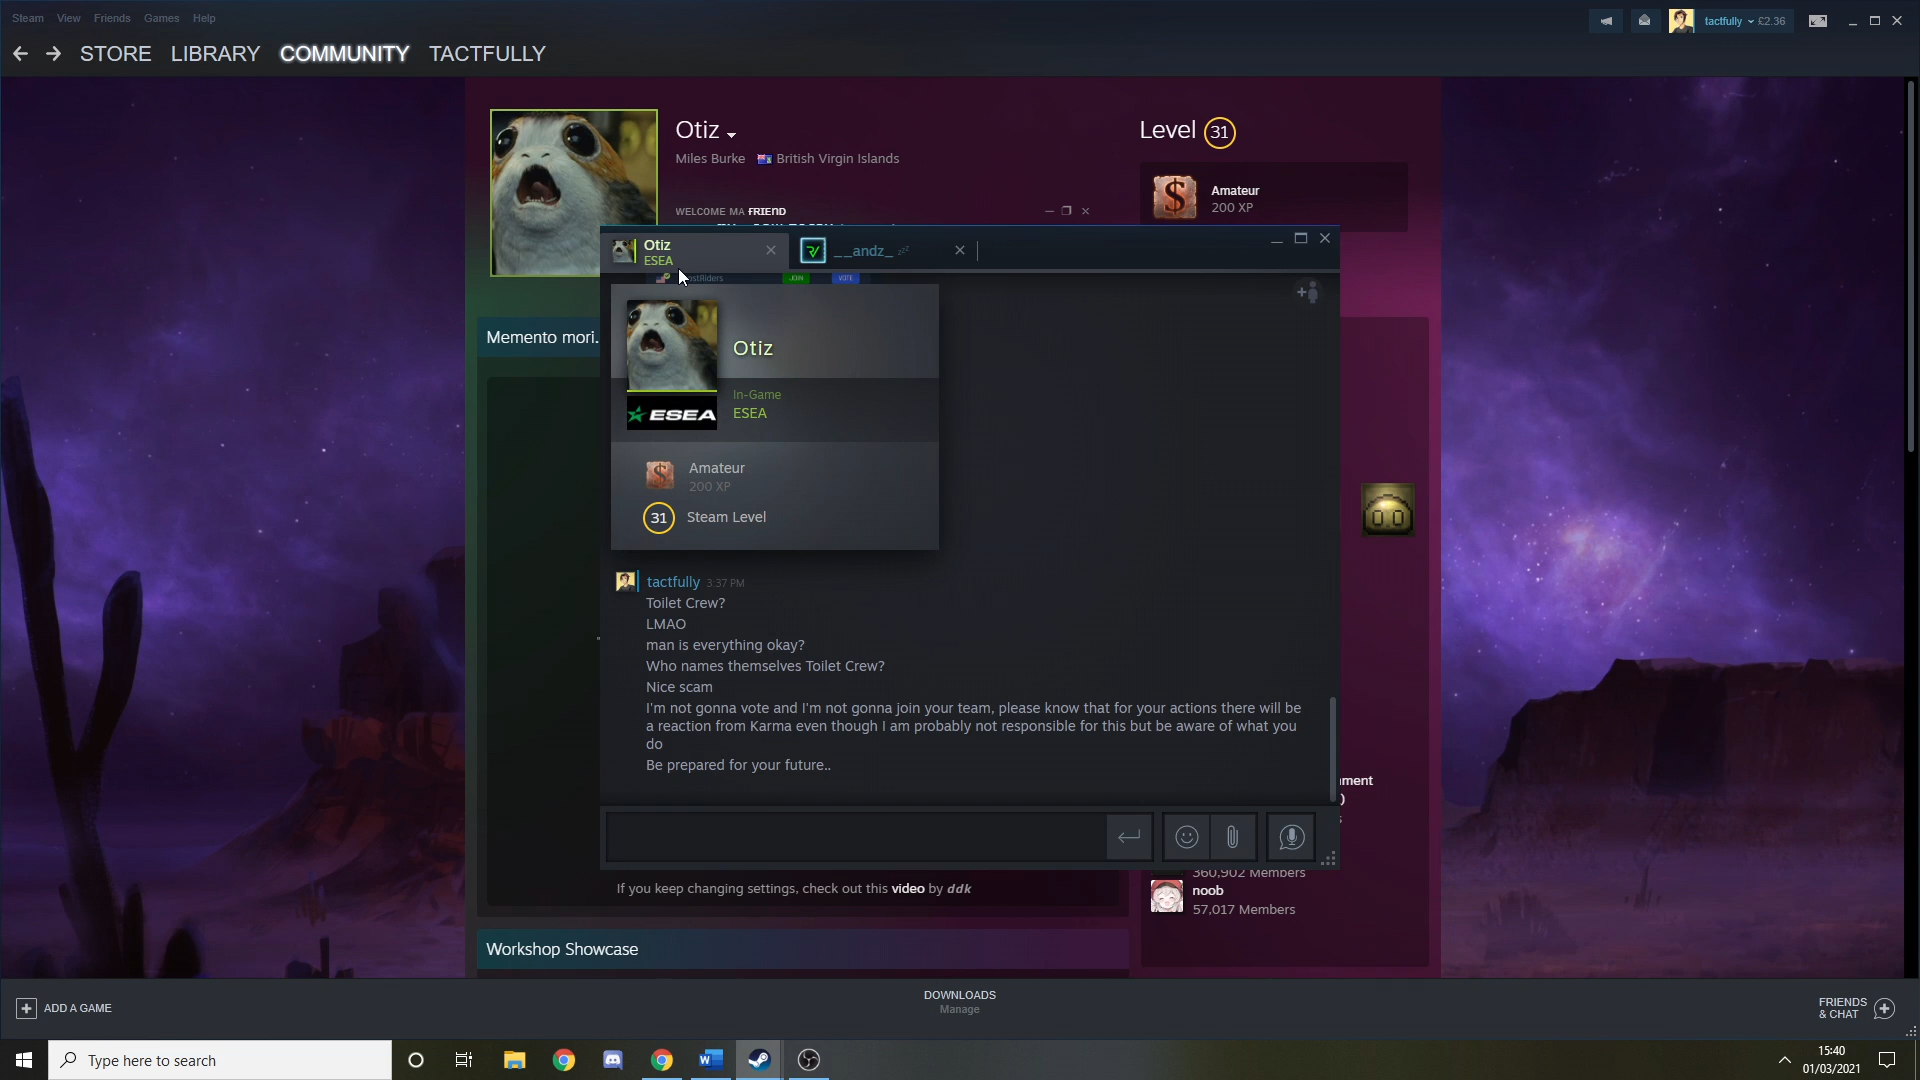 Steam View Friends Games Help
tactfully £2.36
STORE LIBRARY COMMUNITY TACTFULLY
Otiz
Level 31
Miles Burke British Virgin Islands
Amateur
200 XP
WELCOME MA FRIEND
Otiz
ESEA
__andz_
JOIN VOTE
Memento mori.
Otiz
In-Game
ESEA
ESEA
Amateur
200 XP
31 Steam Level
tactfully 3:37 PM
Toilet Crew?
LMAO
man is everything okay?
Who names themselves Toilet Crew?
Nice scam
I'm not gonna vote and I'm not gonna join your team, please know that for your actions there will be
a reaction from Karma even though I am probably not responsible for this but be aware of what you
do
Be prepared for your future..
360,902 Members
If you keep changing settings, check out this video by ddk
noob
57,017 Members
Workshop Showcase
ADD A GAME
DOWNLOADS
Manage
FRIENDS
& CHAT
Type here to search
15:40
01/03/2021